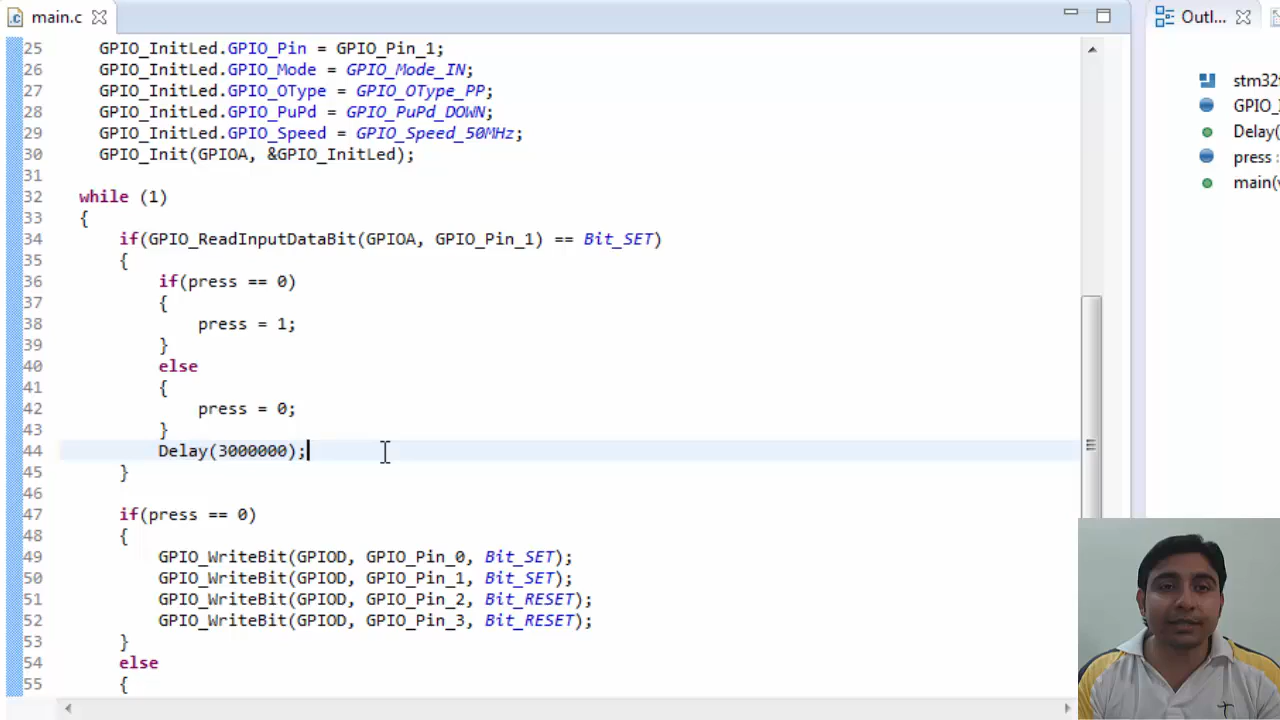 main.c
Outl...
25 GPIO_InitLed.GPIO_Pin = GPIO_Pin_1;
26 GPIO_InitLed.GPIO_Mode = GPIO_Mode_IN;
27 GPIO_InitLed.GPIO_OType = GPIO_OType_PP;
28 GPIO_InitLed.GPIO_PuPd = GPIO_PuPd_DOWN;
29 GPIO_InitLed.GPIO_Speed = GPIO_Speed_50MHz;
30 GPIO_Init(GPIOA, &GPIO_InitLed);
31
32 while (1)
33 {
34 if(GPIO_ReadInputDataBit(GPIOA, GPIO_Pin_1) == Bit_SET)
35 {
36 if(press == 0)
37 {
38 press = 1;
39 }
40 else
41 {
42 press = 0;
43 }
44 Delay(3000000);
45 }
46
47 if(press == 0)
48 {
49 GPIO_WriteBit(GPIOD, GPIO_Pin_0, Bit_SET);
50 GPIO_WriteBit(GPIOD, GPIO_Pin_1, Bit_SET);
51 GPIO_WriteBit(GPIOD, GPIO_Pin_2, Bit_RESET);
52 GPIO_WriteBit(GPIOD, GPIO_Pin_3, Bit_RESET);
53 }
54 else
55 {
stm32
GPIO_
Delay(
press :
main(